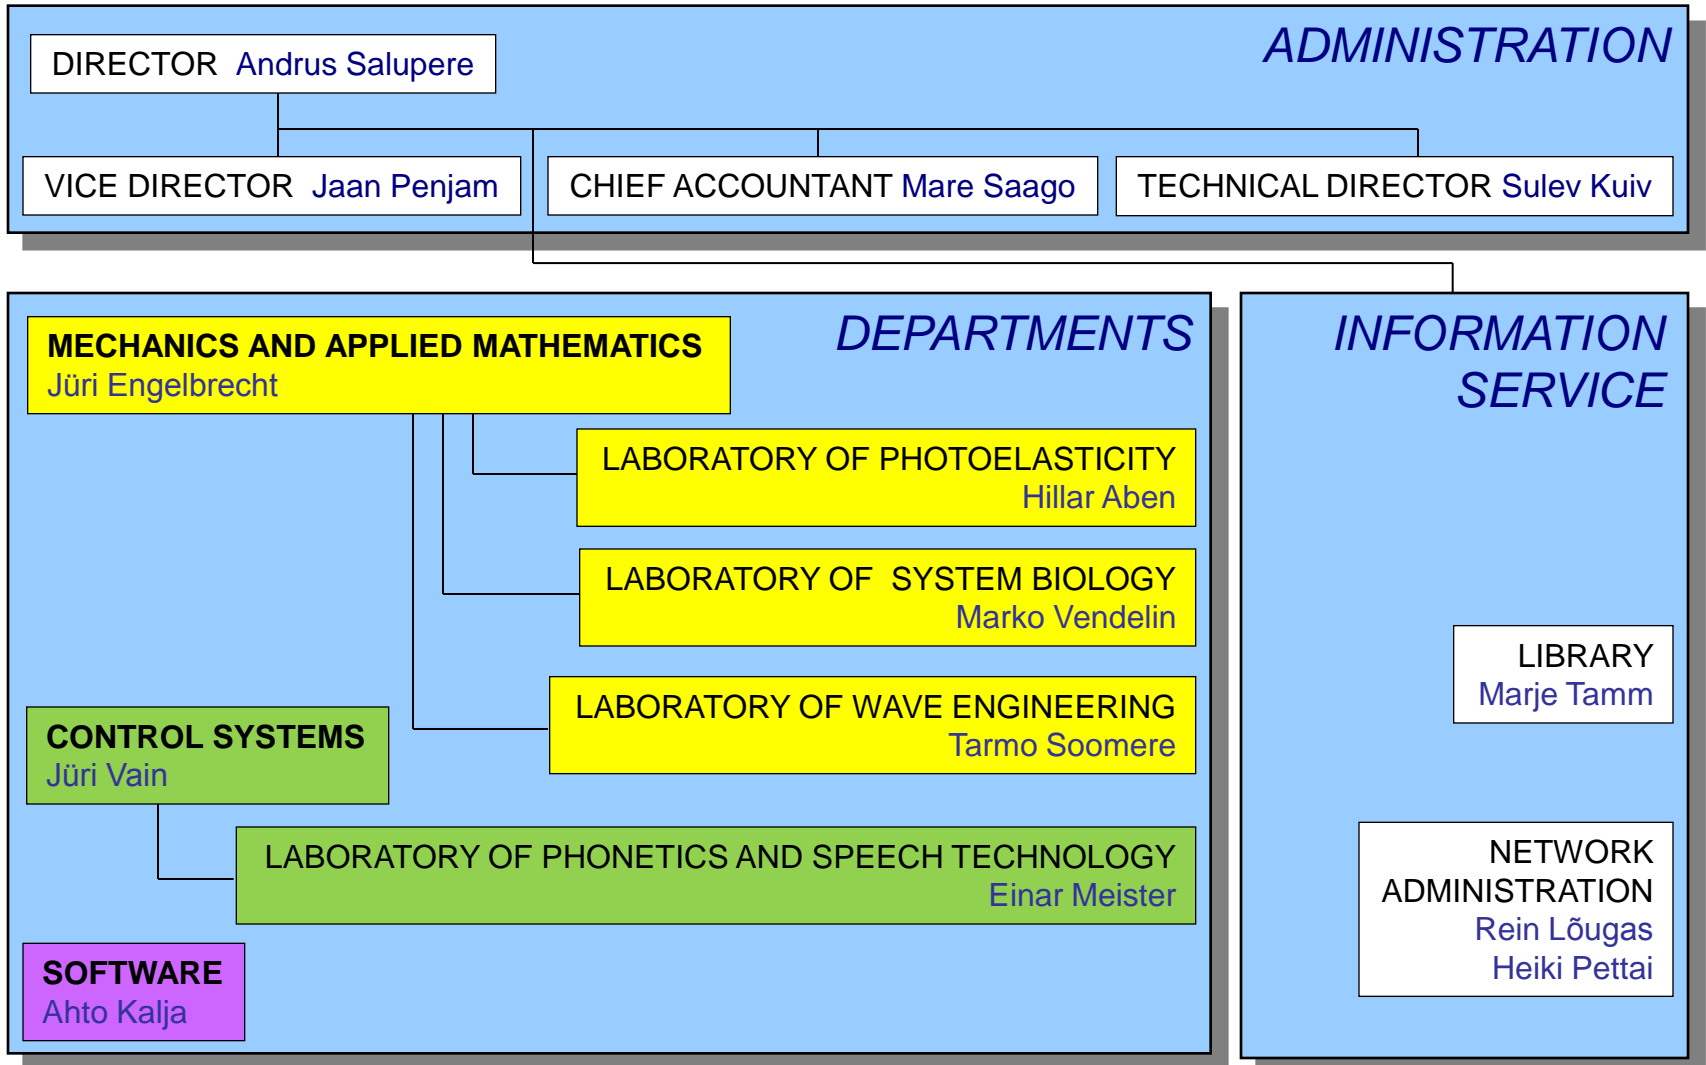 ADMINISTRATION
DIRECTOR Andrus Salupere
VICE DIRECTOR Jaan Penjam
CHIEF ACCOUNTANT Mare Saago
TECHNICAL DIRECTOR Sulev Kuiv
DEPARTMENTS
MECHANICS AND APPLIED MATHEMATICS
Jüri Engelbrecht
LABORATORY OF PHOTOELASTICITY
Hillar Aben
LABORATORY OF SYSTEM BIOLOGY
Marko Vendelin
LABORATORY OF WAVE ENGINEERING
Tarmo Soomere
CONTROL SYSTEMS
Jüri Vain
LABORATORY OF PHONETICS AND SPEECH TECHNOLOGY
Einar Meister
SOFTWARE
Ahto Kalja
INFORMATION
SERVICE
LIBRARY
Marje Tamm
NETWORK
ADMINISTRATION
Rein Lõugas
Heiki Pettai